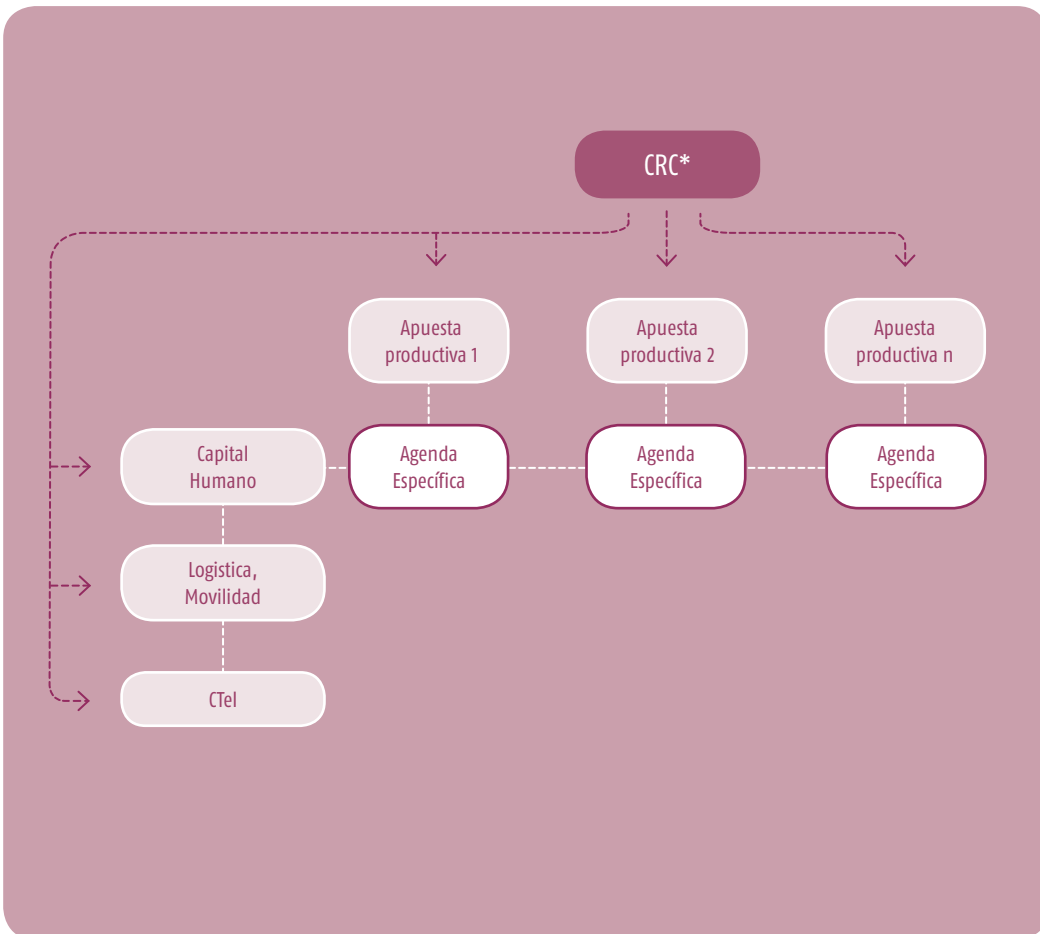 CRC*
Apuesta
productiva 1
Apuesta
productiva 2
Apuesta
productiva n
Capital
Humano
Agenda
Específica
Agenda
Específica
Agenda
Específica
Logistica,
Movilidad
CTel